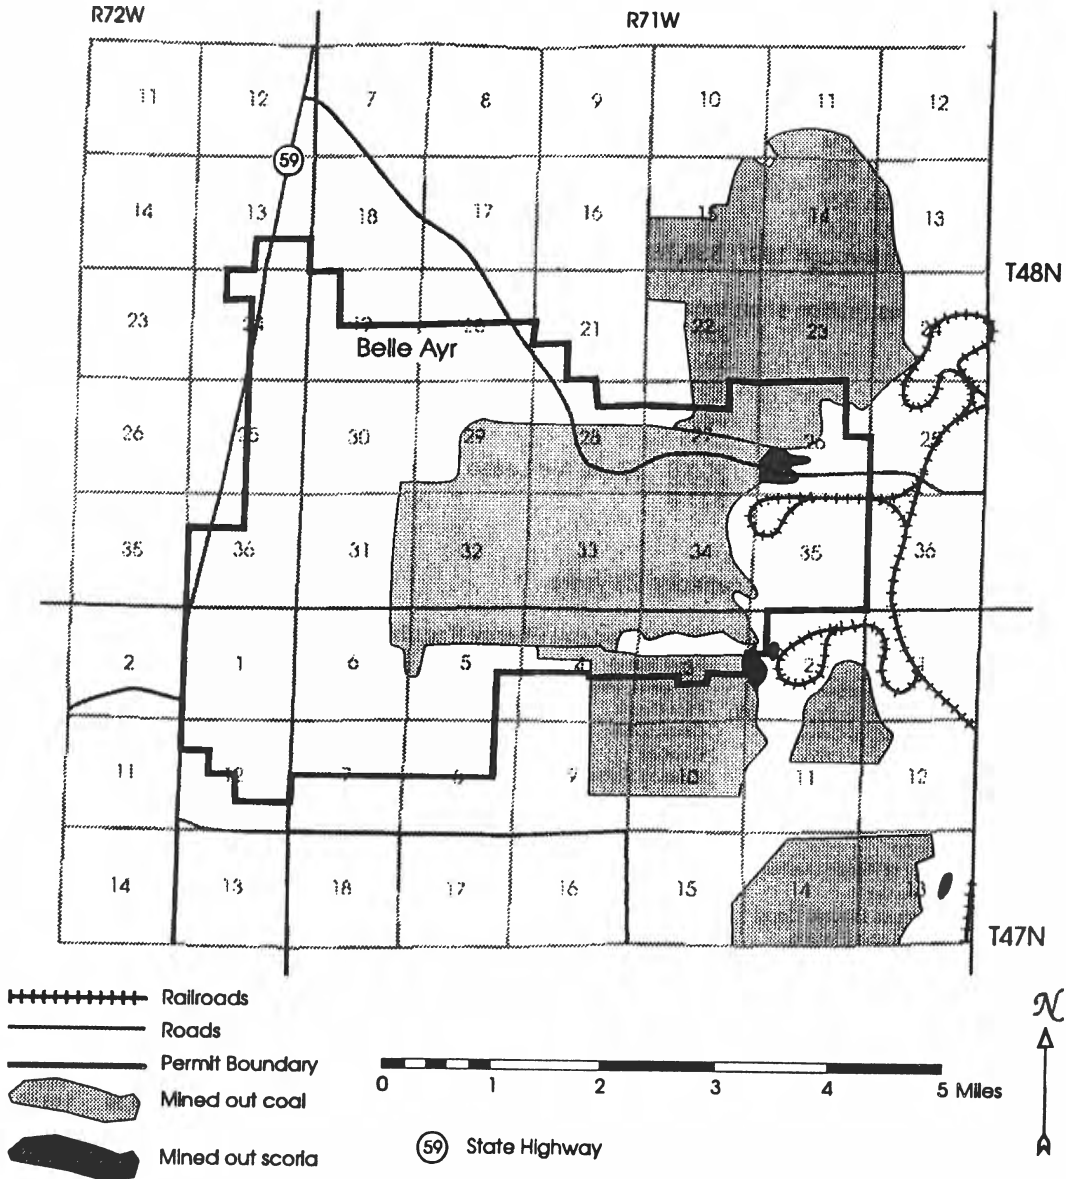 R72W R71W
11 12 7 8 9 10 11 12
59
14 13 18 17 16 15 14 13
T48N
23 24 19 20 21 22 23 24
Belle Ayr
26 25 30 29 28 27 26 25
35 36 31 32 33 34 35 36
2 1 6 5 4 3 2 1
11 12 7 8 9 10 11 12
14 13 18 17 16 15 14 13
T47N
Railroads
Roads
Permit Boundary
Mined out coal
Mined out scoria
0 1 2 3 4 5 Miles
59 State Highway
N